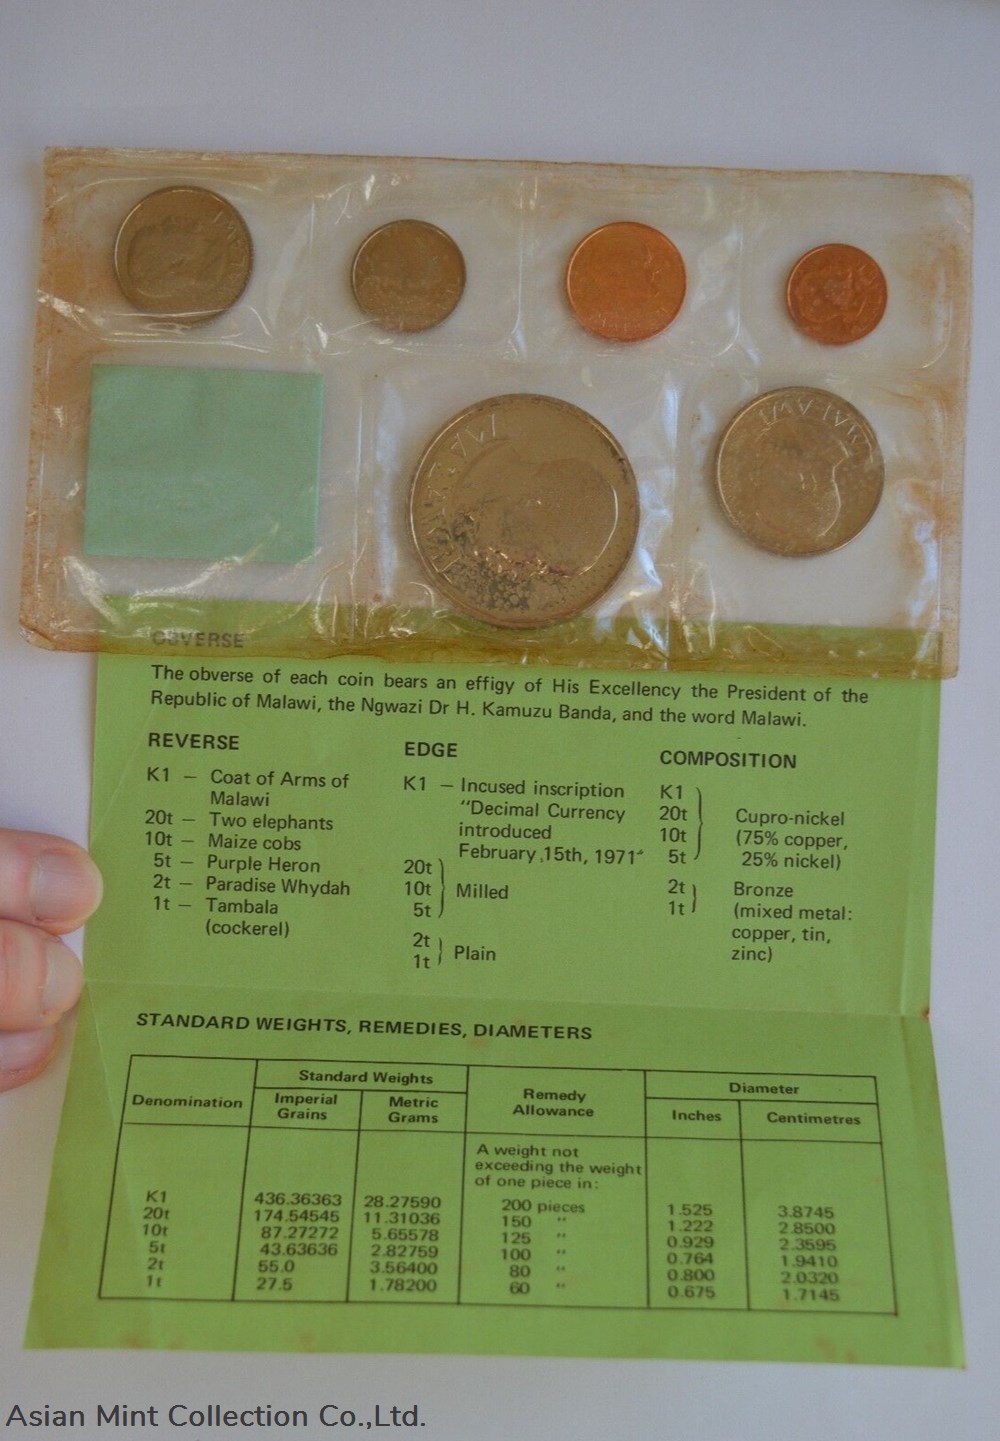 MALAWI
MALAWI
MALAWI
OBVERSE
The obverse of each coin bears an effigy of His Excellency the President of the
Republic of Malawi, the Ngwazi Dr H. Kamuzu Banda, and the word Malawi.
REVERSE
K1 — Coat of Arms of
Malawi
20t — Two elephants
10t — Maize cobs
5t — Purple Heron
2t — Paradise Whydah
1t — Tambala
(cockerel)
EDGE
K1 — Incused inscription
"Decimal Currency
introduced
February 15th, 1971"
20t
10t } Milled
5t
2t
1t } Plain
COMPOSITION
K1
20t Cupro-nickel
10t (75% copper,
5t 25% nickel)
2t Bronze
1t (mixed metal:
copper, tin,
zinc)
STANDARD WEIGHTS, REMEDIES, DIAMETERS
Standard Weights Diameter
Denomination Imperial Grains Metric Grams Remedy Allowance Inches Centimetres
A weight not
exceeding the weight
of one piece in:
K1 436.36363 28.27590 200 pieces 1.525 3.8745
20t 174.54545 11.31036 150 " 1.222 2.8500
10t 87.27272 5.65578 125 " 0.929 2.3595
5t 43.63636 2.82759 100 " 0.764 1.9410
2t 55.0 3.56400 80 " 0.800 2.0320
1t 27.5 1.78200 60 " 0.675 1.7145
Asian Mint Collection Co.,Ltd.